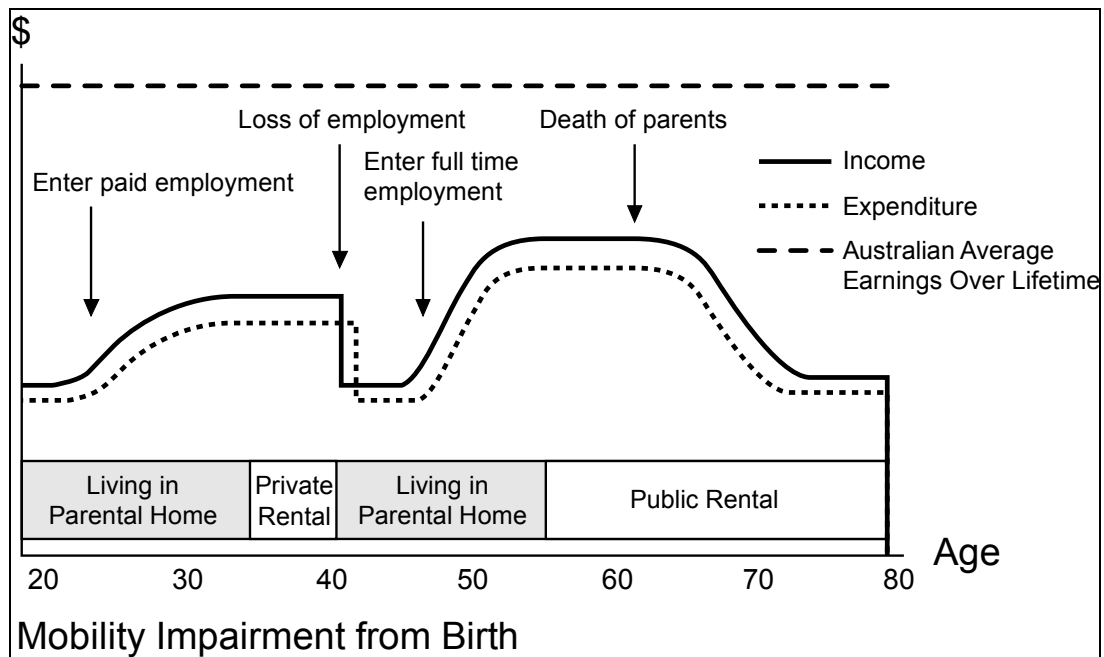 $
Loss of employment
Death of parents
Enter paid employment
Enter full time
employment
Income
Expenditure
Australian Average
Earnings Over Lifetime
Living in
Parental Home
Private
Rental
Living in
Parental Home
Public Rental
Age
20 30 40 50 60 70 80
Mobility Impairment from Birth